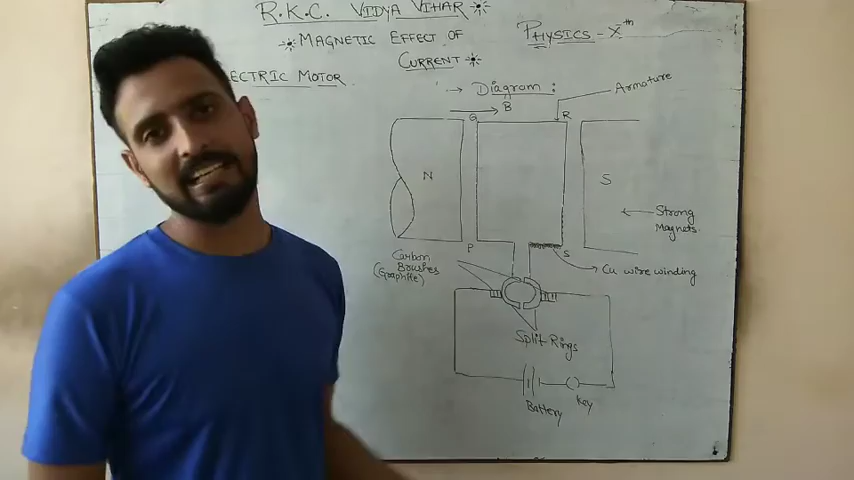 R.K.C. VIDYA VIHAR
MAGNETIC EFFECT OF
CURRENT
PHYSICS - Xth
ECTRIC MOTOR
→ Diagram :
B
Armature
Q
R
N
S
Strong
Magnets.
P
S
Cu wire winding
Carbon
Brushes
(Graphite)
Split Rings
Battery
Key